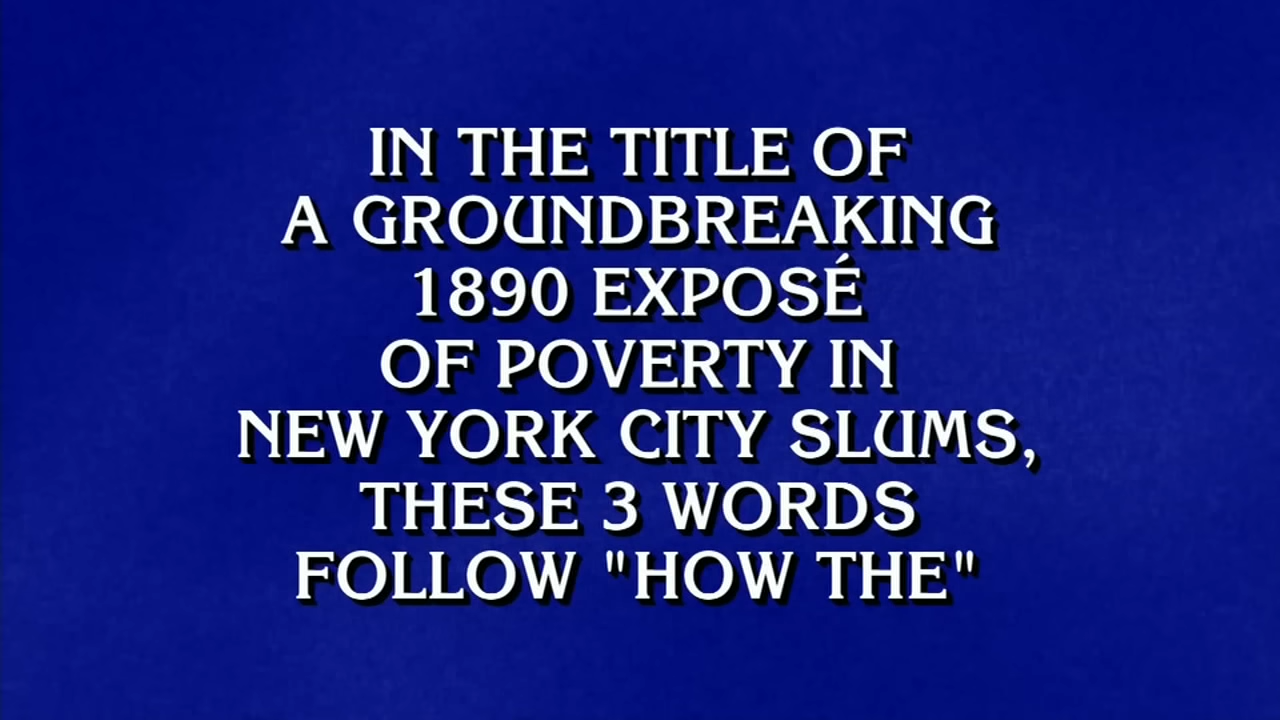 IN THE TITLE OF
A GROUNDBREAKING
1890 EXPOSÉ
OF POVERTY IN
NEW YORK CITY SLUMS,
THESE 3 WORDS
FOLLOW "HOW THE"